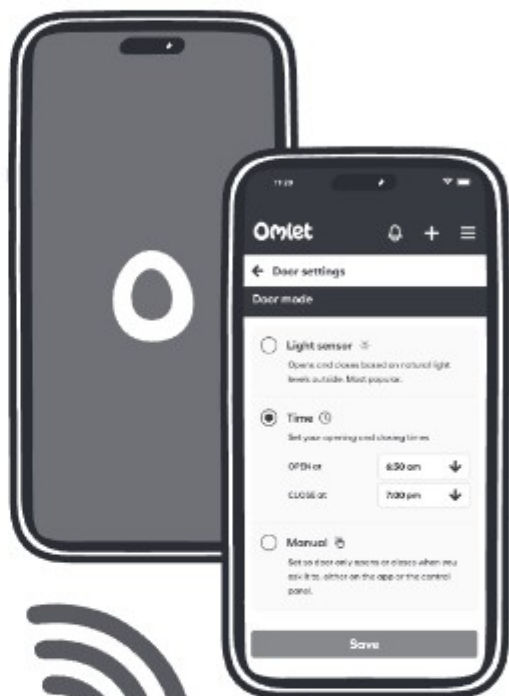 O
11:29
Omlet
Door settings
Door mode
Light sensor
Opens and closes based on natural light
levels outside. Most popular.
Time
Set your opening and closing times
OPEN at 6:30 am
CLOSE at 7:00 pm
Manual
Set so door only opens or closes when you
ask it to, either on the app or the control
panel.
Save